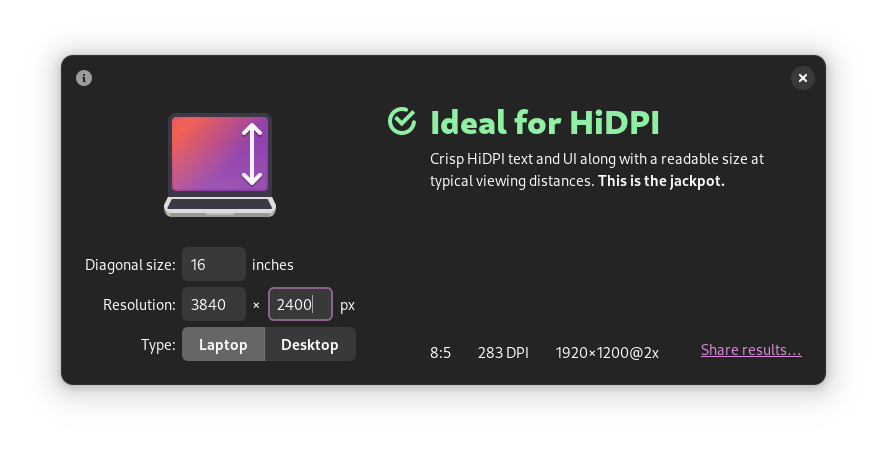 Ideal for HiDPI
Crisp HiDPI text and UI along with a readable size at
typical viewing distances. This is the jackpot.
Diagonal size: 16 inches
Resolution: 3840 × 2400 px
Type: Laptop Desktop
8:5 283 DPI 1920×1200@2x Share results…